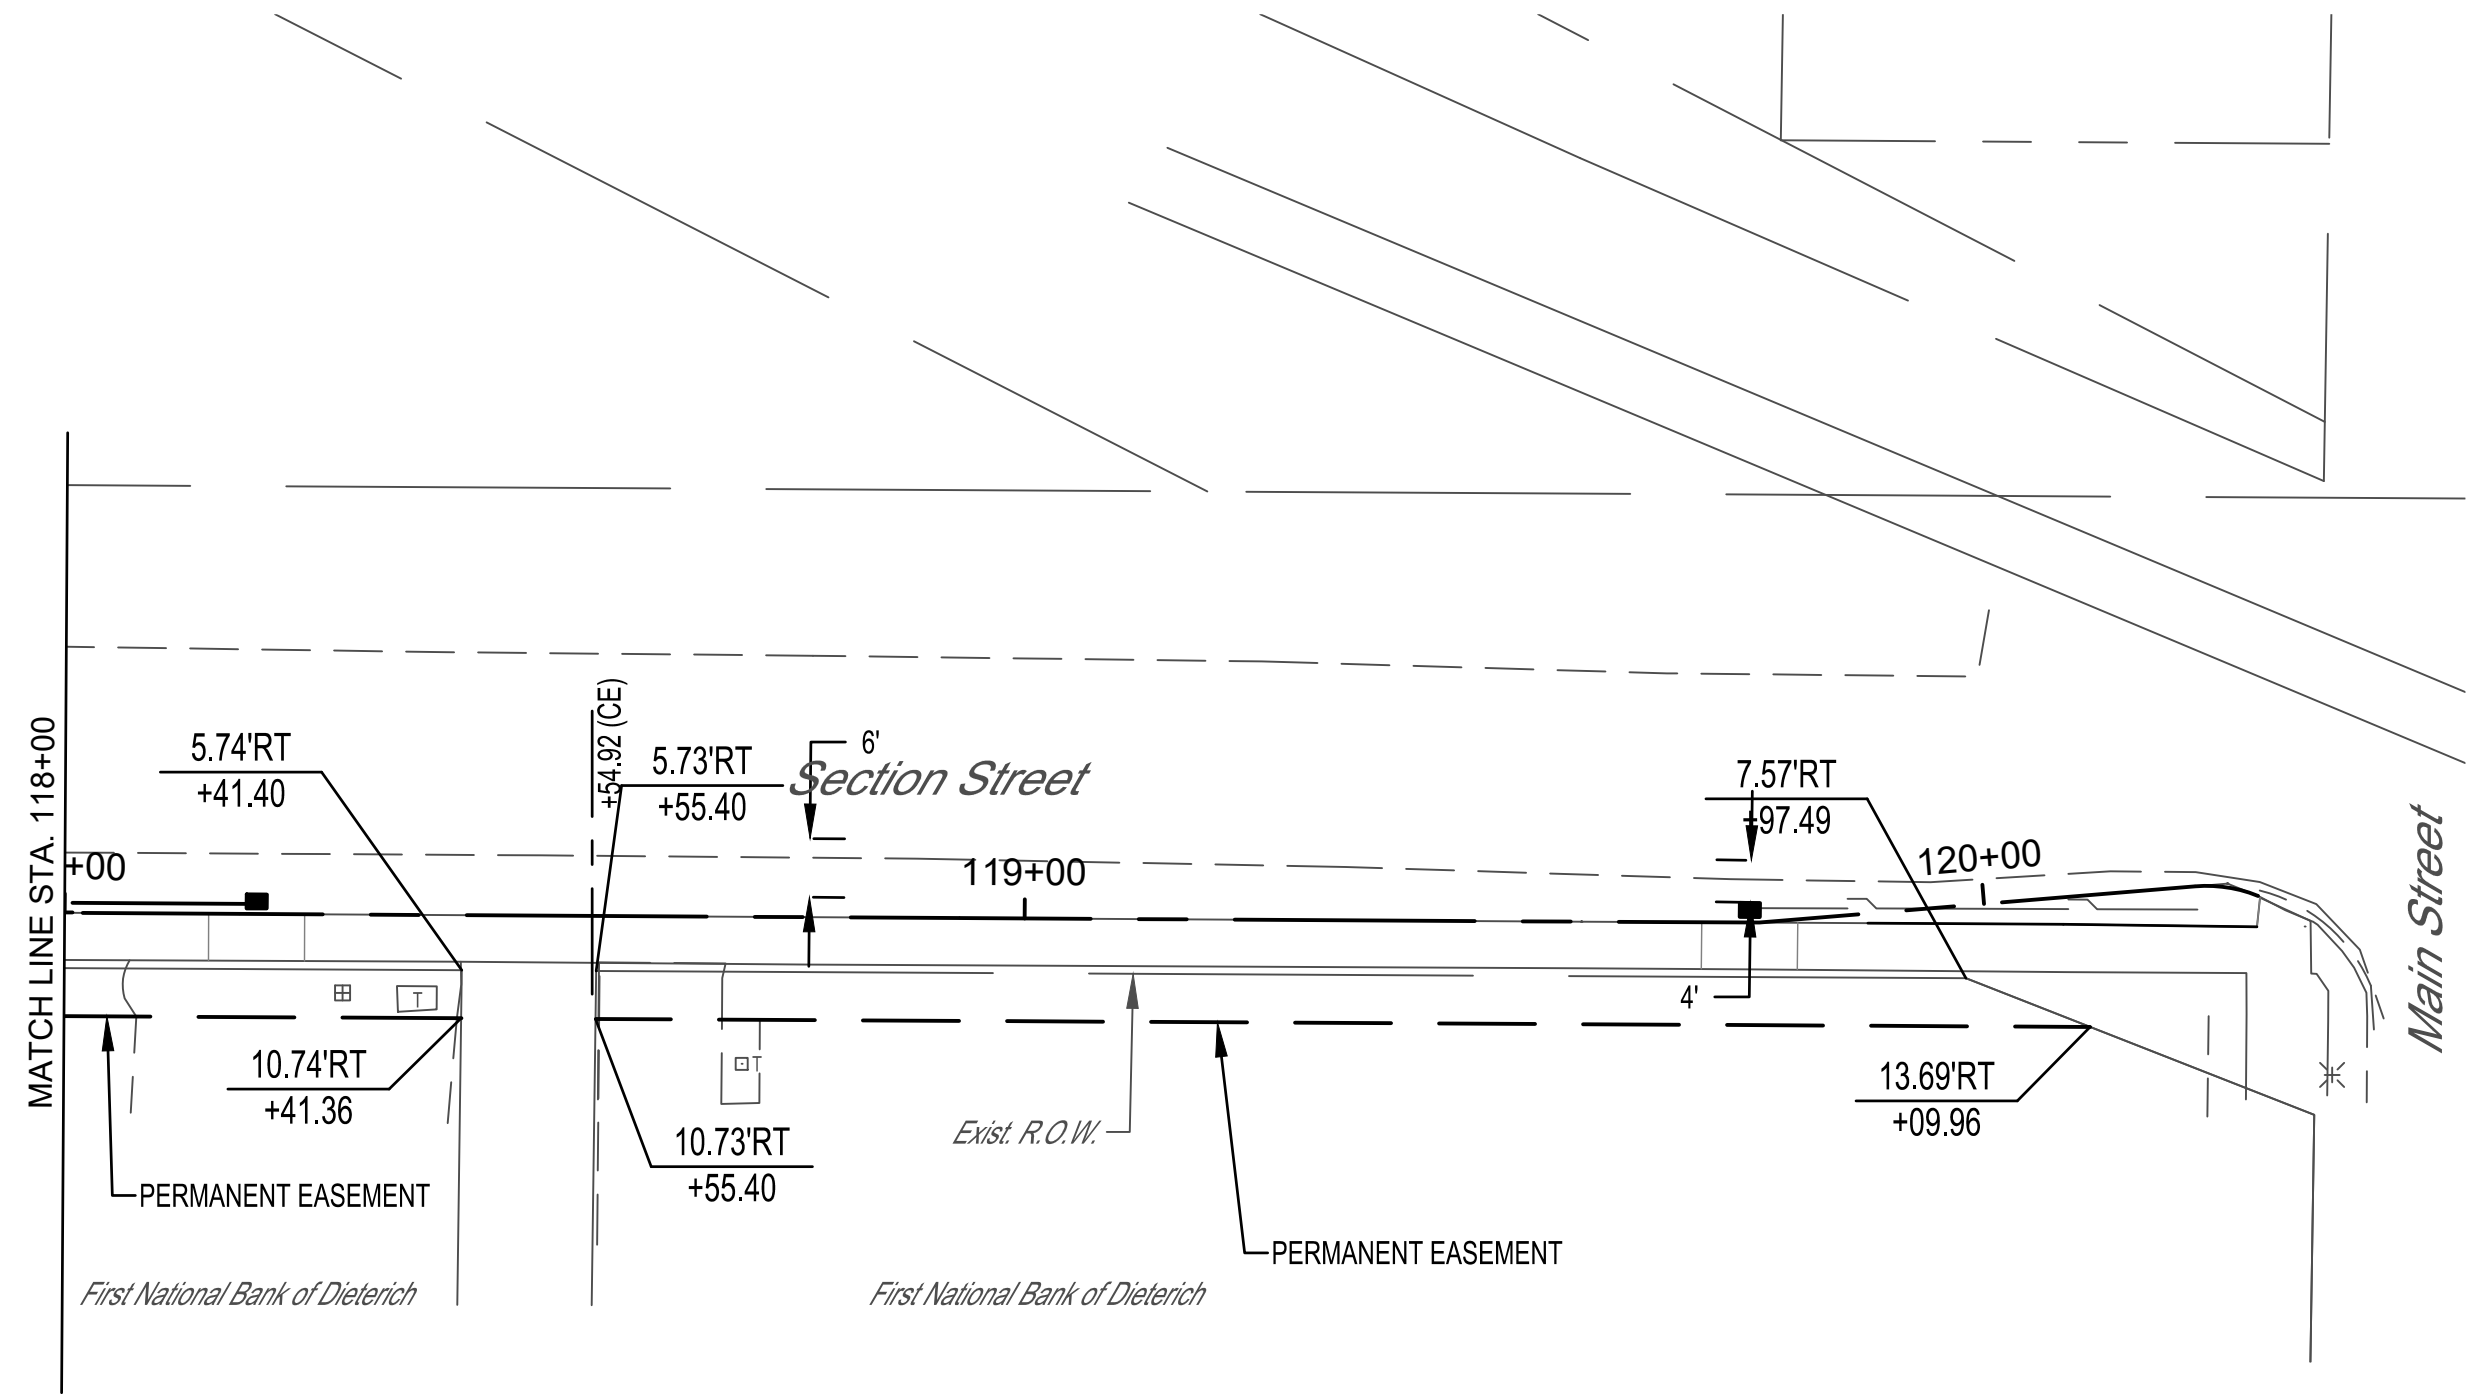 MATCH LINE STA. 118+00
+00
5.74'RT
+41.40
+54.92 (CE)
5.73'RT
+55.40
6'
Section Street
119+00
7.57'RT
+97.49
120+00
Main Street
4'
10.74'RT
+41.36
T
T
10.73'RT
+55.40
Exist. R.O.W.
13.69'RT
+09.96
PERMANENT EASEMENT
PERMANENT EASEMENT
First National Bank of Dieterich
First National Bank of Dieterich